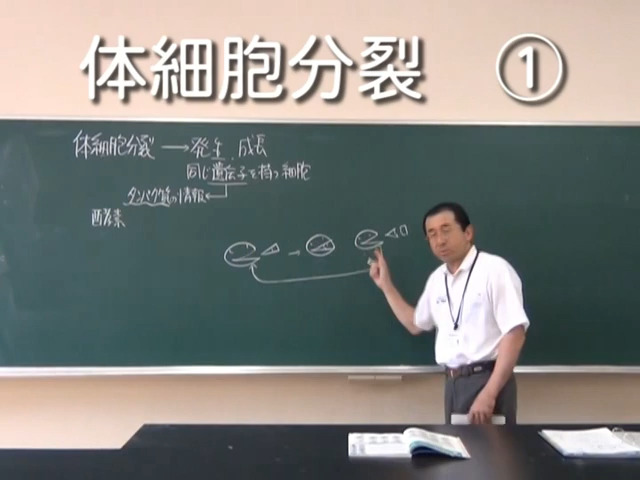 体細胞分裂 ①
体細胞分裂→発生、成長
同じ遺伝子を持つ細胞
タンパク質の情報←
酵素